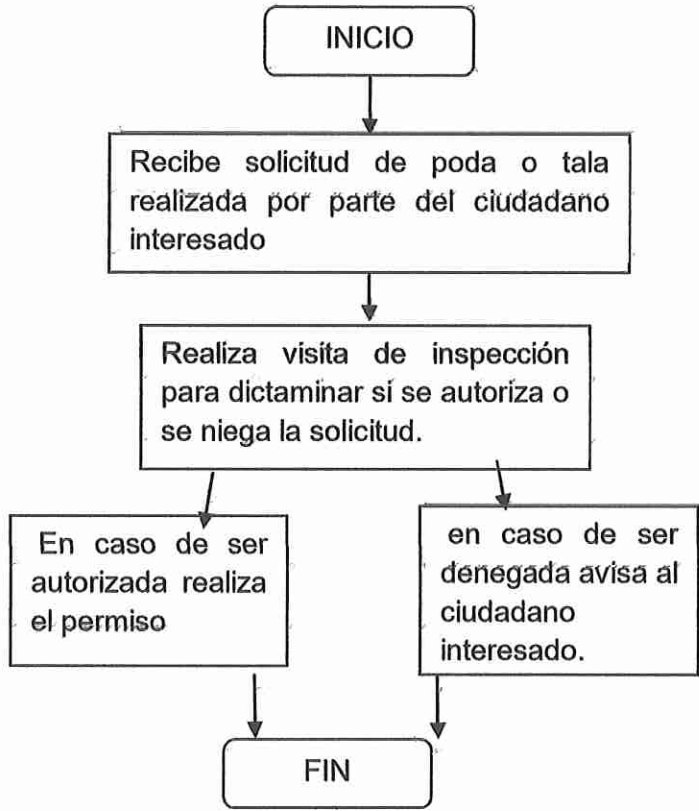 INICIO
Recibe solicitud de poda o tala
realizada por parte del ciudadano
interesado
Realiza visita de inspección
para dictaminar si se autoriza o
se niega la solicitud.
En caso de ser
autorizada realiza
el permiso
en caso de ser
denegada avisa al
ciudadano
interesado.
FIN